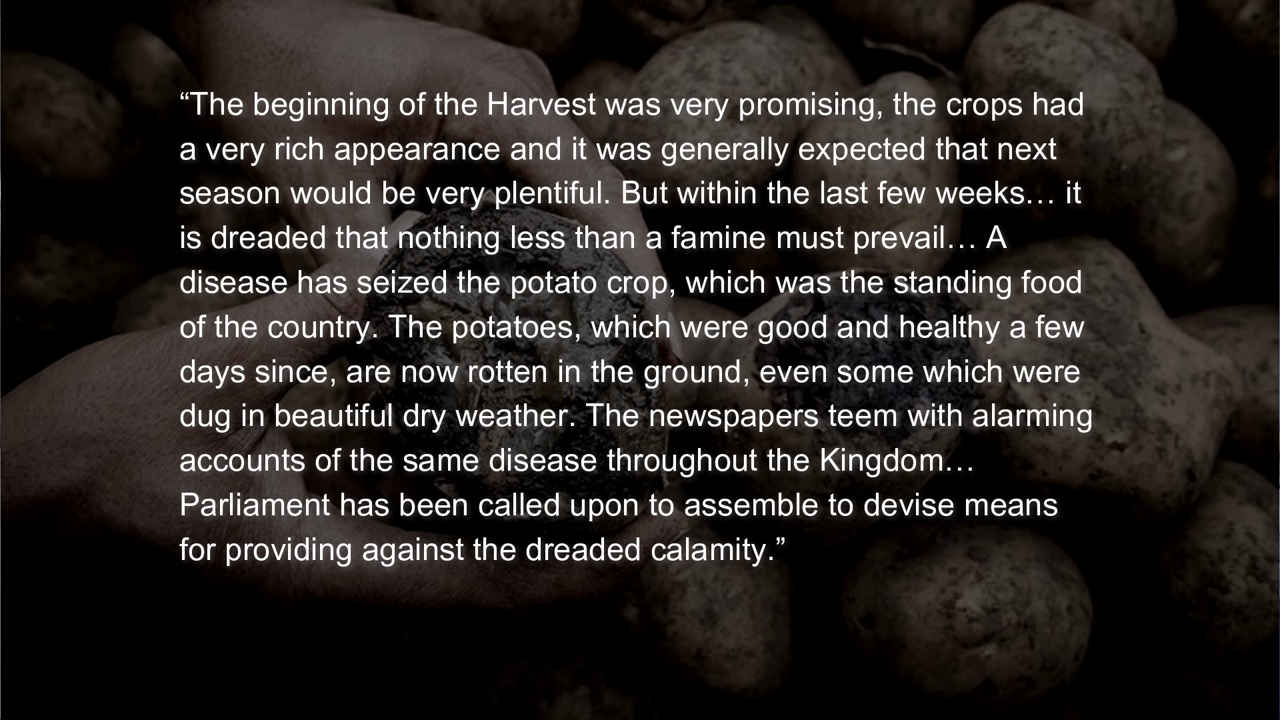 “The beginning of the Harvest was very promising, the crops had
a very rich appearance and it was generally expected that next
season would be very plentiful. But within the last few weeks… it
is dreaded that nothing less than a famine must prevail… A
disease has seized the potato crop, which was the standing food
of the country. The potatoes, which were good and healthy a few
days since, are now rotten in the ground, even some which were
dug in beautiful dry weather. The newspapers teem with alarming
accounts of the same disease throughout the Kingdom…
Parliament has been called upon to assemble to devise means
for providing against the dreaded calamity.”